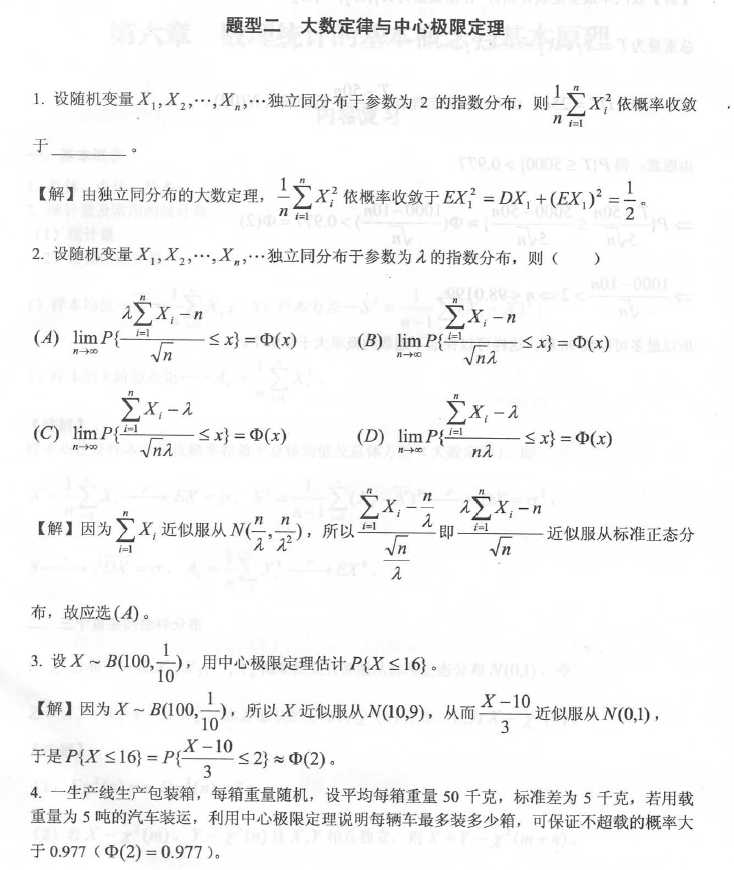 题型二 大数定律与中心极限定理
1. 设随机变量 X₁,X₂,⋯,Xₙ,⋯独立同分布于参数为 2 的指数分布，则 $\frac{1}{n}\sum_{i=1}^{n}X_i^2$ 依概率收敛
于________。
【解】由独立同分布的大数定理，$\frac{1}{n}\sum_{i=1}^{n}X_i^2$ 依概率收敛于 $EX_1^2 = DX_1 + (EX_1)^2 = \frac{1}{2}$。
2. 设随机变量 X₁,X₂,⋯,Xₙ,⋯独立同分布于参数为 λ 的指数分布，则（ ）
(A) $\lim_{n\to\infty}P\{\frac{\lambda\sum_{i=1}^{n}X_i-n}{\sqrt{n}}\le x\}=\Phi(x)$ (B) $\lim_{n\to\infty}P\{\frac{\sum_{i=1}^{n}X_i-n}{\sqrt{n\lambda}}\le x\}=\Phi(x)$
(C) $\lim_{n\to\infty}P\{\frac{\sum_{i=1}^{n}X_i-\lambda}{\sqrt{n\lambda}}\le x\}=\Phi(x)$ (D) $\lim_{n\to\infty}P\{\frac{\sum_{i=1}^{n}X_i-\lambda}{n\lambda}\le x\}=\Phi(x)$
【解】因为 $\sum_{i=1}^{n}X_i$ 近似服从 $N(\frac{n}{\lambda},\frac{n}{\lambda^2})$，所以 $\frac{\sum_{i=1}^{n}X_i-\frac{n}{\lambda}}{\frac{\sqrt{n}}{\lambda}}$ 即 $\frac{\lambda\sum_{i=1}^{n}X_i-n}{\sqrt{n}}$ 近似服从标准正态分
布，故应选(A)。
3. 设 $X\sim B(100,\frac{1}{10})$，用中心极限定理估计 $P\{X\le 16\}$。
【解】因为 $X\sim B(100,\frac{1}{10})$，所以 X 近似服从 N(10,9)，从而 $\frac{X-10}{3}$ 近似服从 N(0,1)，
于是 $P\{X\le 16\}=P\{\frac{X-10}{3}\le 2\}\approx\Phi(2)$。
4. 一生产线生产包装箱，每箱重量随机，设平均每箱重量 50 千克，标准差为 5 千克，若用载
重量为 5 吨的汽车装运，利用中心极限定理说明每辆车最多装多少箱，可保证不超载的概率大
于 0.977（Φ(2) = 0.977）。